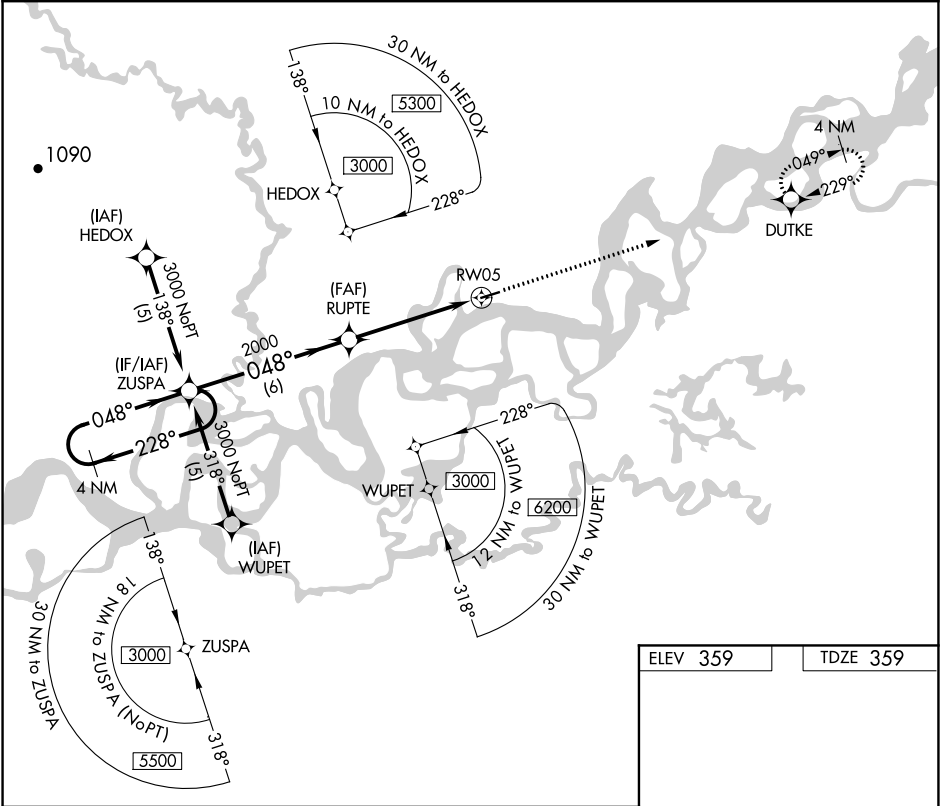 30 NM to HEDOX
138°
5300
10 NM to HEDOX
3000
HEDOX
228°
1090
4 NM
049°
229°
DUTKE
(IAF)
HEDOX
3000 NoPT
138°
(5)
RW05
(FAF)
RUPTE
2000
048°
(6)
(IF/IAF)
ZUSPA
048°
228°
4 NM
3000 NoPT
318°
(5)
(IAF)
WUPET
228°
WUPET
3000
12 NM to WUPET
6200
30 NM to WUPET
318°
138°
30 NM to ZUSPA
18 NM to ZUSPA (NoPT)
3000
ZUSPA
5500
318°
ELEV 359
TDZE 359